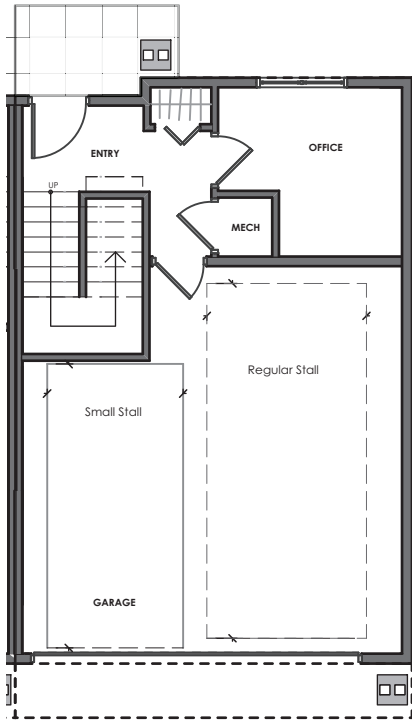 OFFICE
ENTRY
UP
MECH
Regular Stall
Small Stall
GARAGE